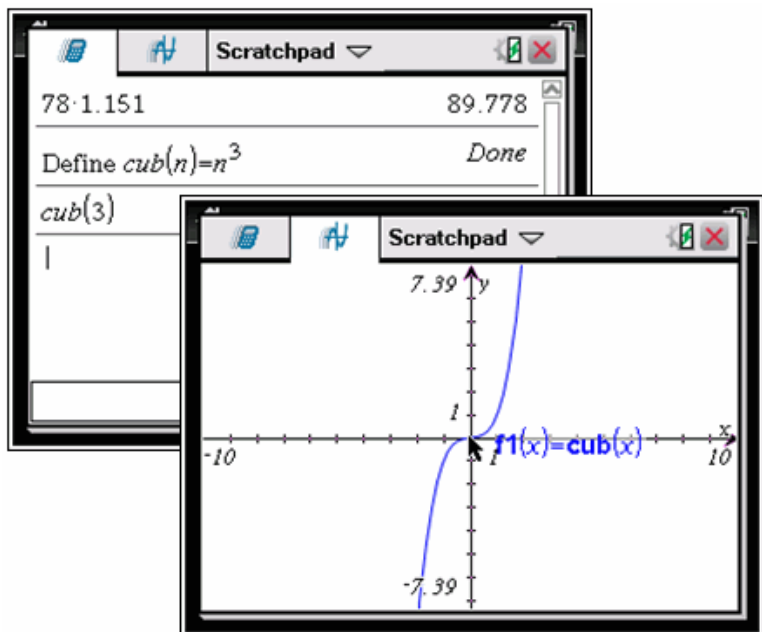 Scratchpad
78·1.151 89.778
Define cub(n)=n³ Done
cub(3)
Scratchpad
7.39 y
1
x
-10 f1(x)=cub(x) 10
1
-7.39